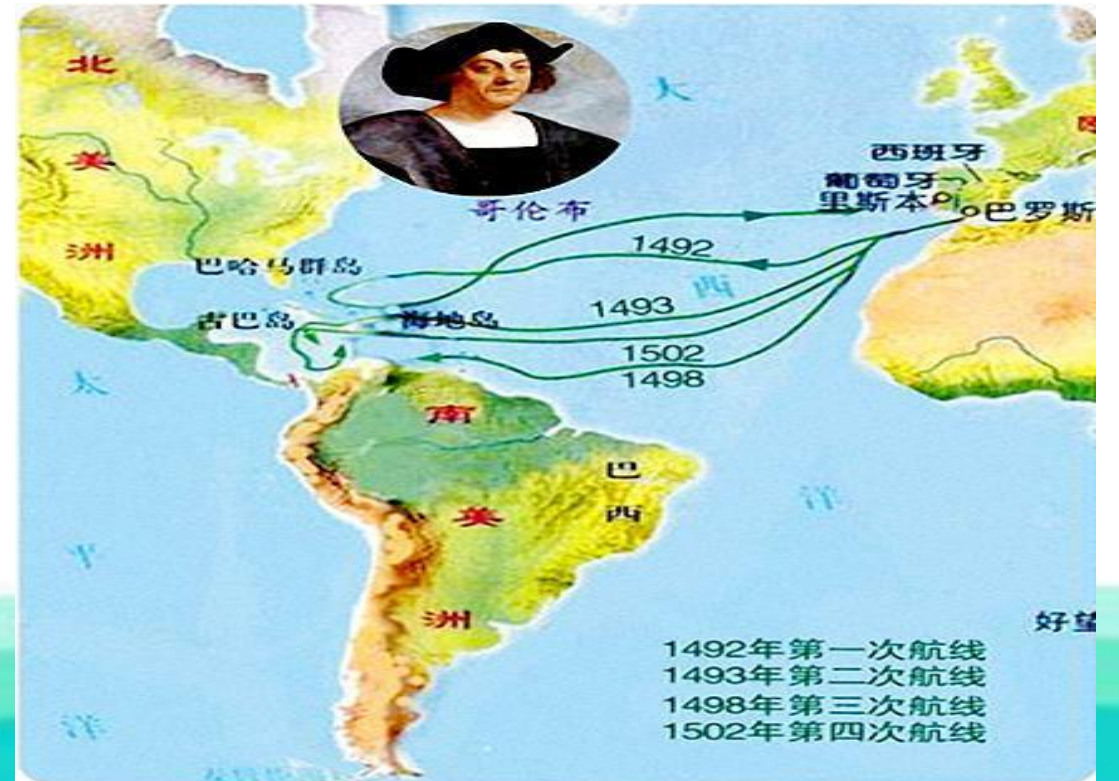 北
美
洲
大
西
洋
哥伦布
西班牙
葡萄牙
里斯本
巴罗斯
1492
巴哈马群岛
1493
古巴岛
海地岛
1502
1498
太
平
洋
南
美
洲
巴
西
好望
1492年第一次航线
1493年第二次航线
1498年第三次航线
1502年第四次航线